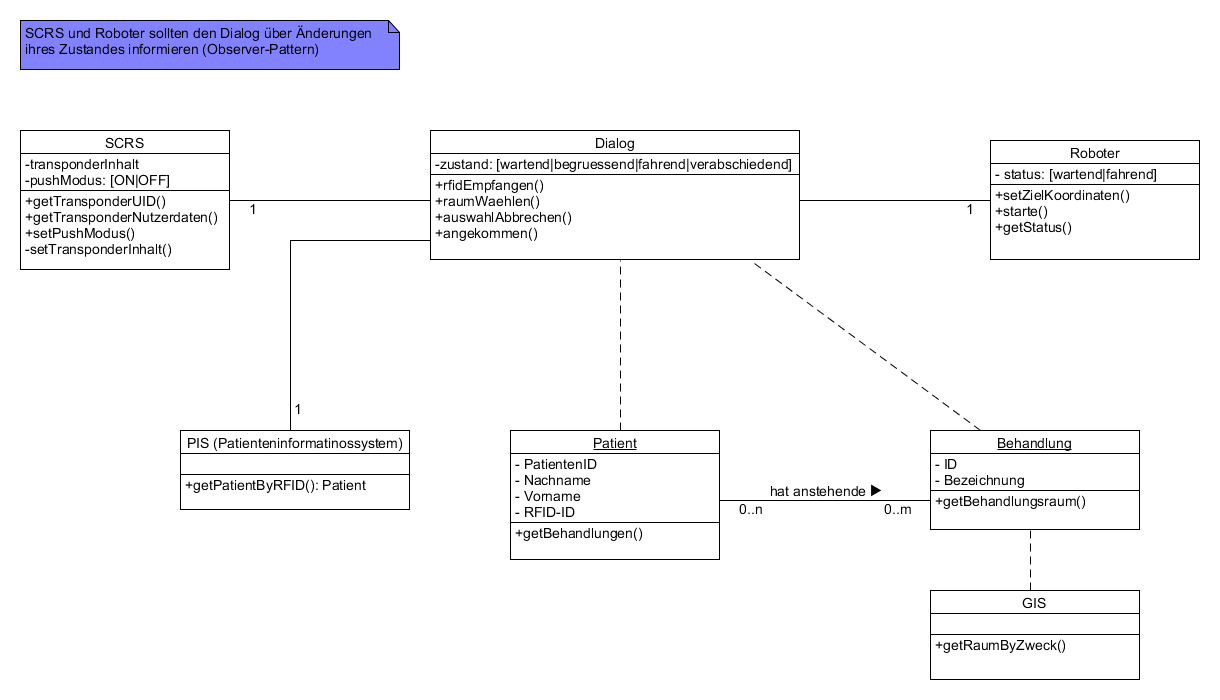 SCRS und Roboter sollten den Dialog über Änderungen
ihres Zustandes informieren (Observer-Pattern)
SCRS
-transponderInhalt
-pushModus: [ON|OFF]
+getTransponderUID()
+getTransponderNutzerdaten()
+setPushModus()
-setTransponderInhalt()
1
Dialog
-zustand: [wartend|begruessend|fahrend|verabschiedend]
+rfidEmpfangen()
+raumWaehlen()
+auswahlAbbrechen()
+angekommen()
1
Roboter
- status: [wartend|fahrend]
+setZielKoordinaten()
+starte()
+getStatus()
1
PIS (Patienteninformatinossystem)
+getPatientByRFID(): Patient
Patient
- PatientenID
- Nachname
- Vorname
- RFID-ID
+getBehandlungen()
hat anstehende ▶
0..n
0..m
Behandlung
- ID
- Bezeichnung
+getBehandlungsraum()
GIS
+getRaumByZweck()